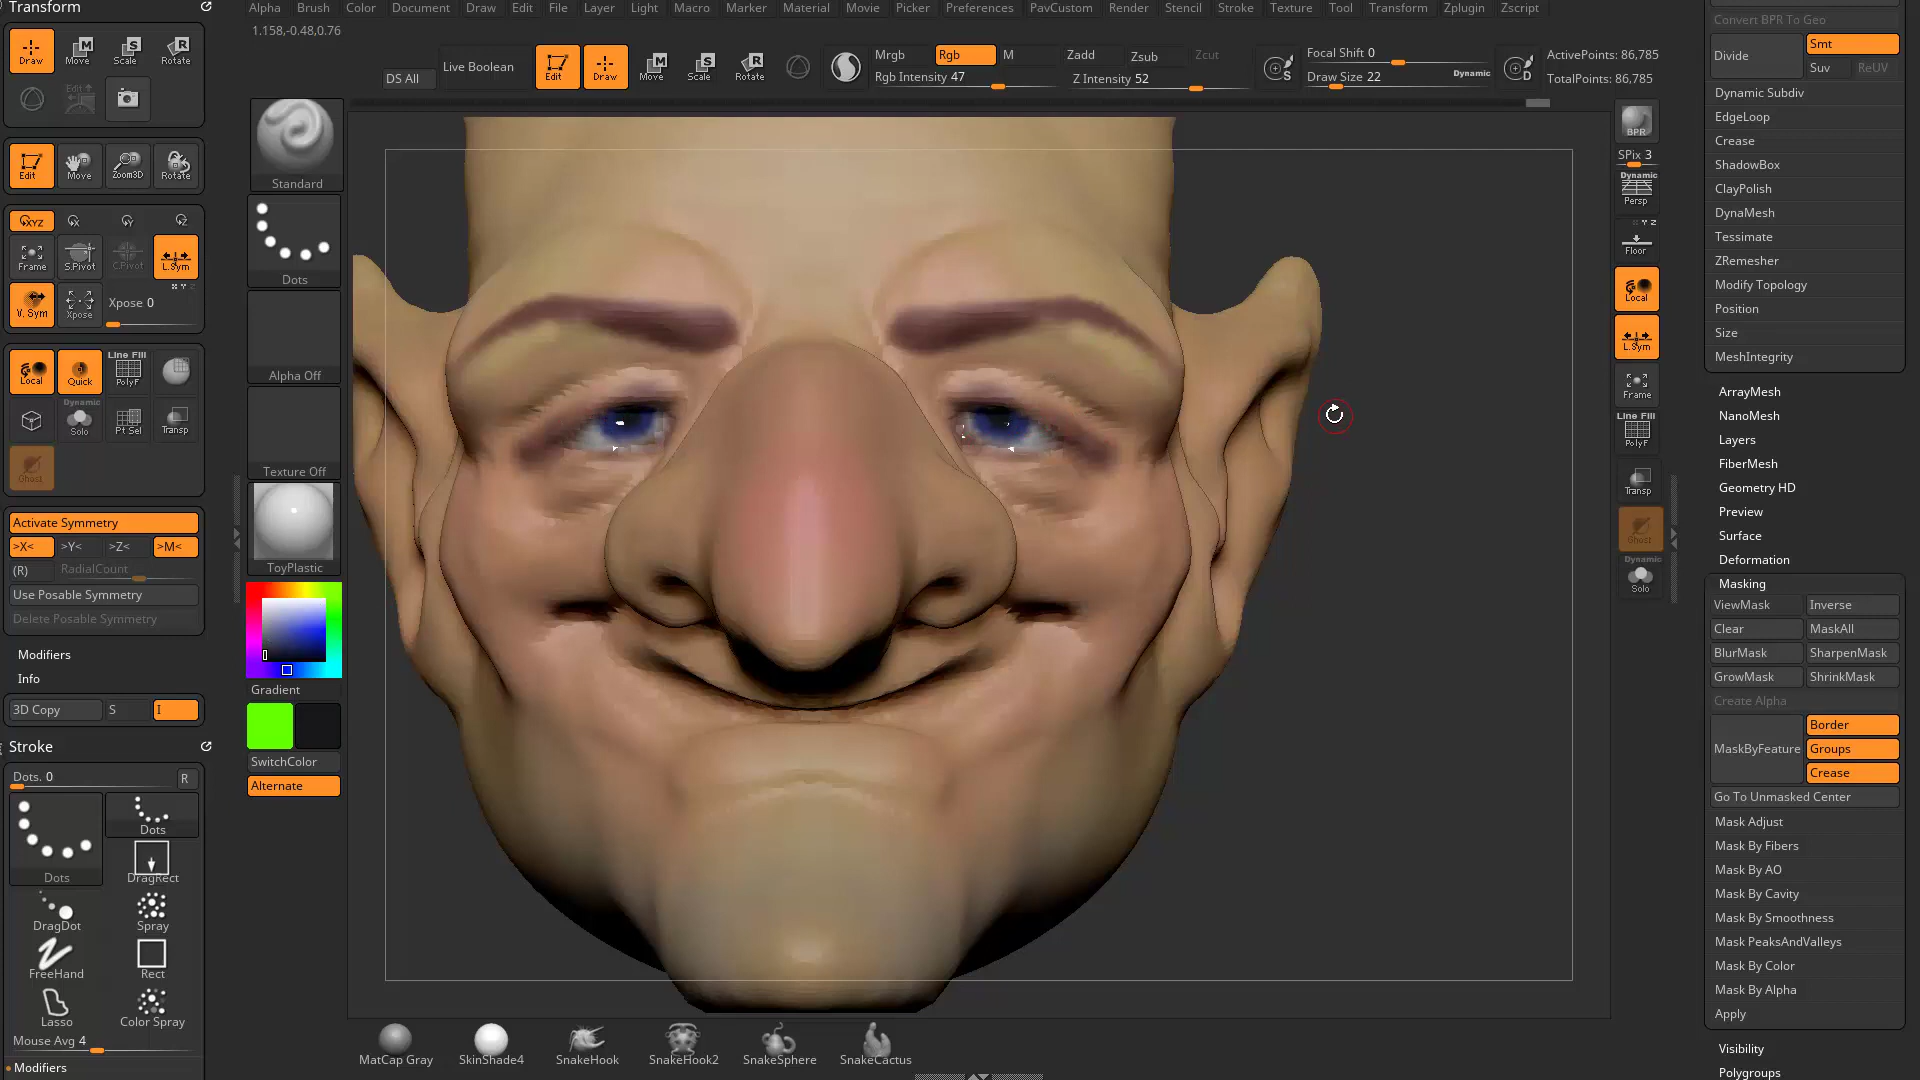 Transform
Alpha Brush Color Document Draw Edit File Layer Light Macro Marker Material Movie Picker Preferences PavCustom Render Stencil Stroke Texture Tool Transform Zplugin Zscript
1.158,-0.48,0.76
Draw Move Scale Rotate
DS All
Live Boolean
Edit Draw Move Scale Rotate
Mrgb Rgb M
Rgb Intensity 47
Zadd Zsub Zcut
Z Intensity 52
Focal Shift 0
Draw Size 22 Dynamic
ActivePoints: 86,785
TotalPoints: 86,785
Edit
Edit Move Zoom3D Rotate
XYZ X Y Z
Frame S.Pivot C.Pivot L.Sym
V. Sym Xpose
Xpose 0
Local Quick
Line Fill
PolyF
Dynamic
Solo Pt Sel Transp
Ghost
Activate Symmetry
>X< >Y< >Z< >M<
(R) RadialCount
Use Posable Symmetry
Delete Posable Symmetry
Modifiers
Info
3D Copy S I
Stroke
Dots. 0 R
Dots
Dots
DragRect
DragDot Spray
FreeHand Rect
Lasso Color Spray
Mouse Avg 4
Modifiers
Standard
Dots
Alpha Off
Texture Off
ToyPlastic
Gradient
SwitchColor
Alternate
MatCap Gray SkinShade4 SnakeHook SnakeHook2 SnakeSphere SnakeCactus
BPR
SPix 3
Dynamic
Persp
Floor
Local
L.Sym
Frame
Line Fill
PolyF
Transp
Ghost
Dynamic
Solo
Convert BPR To Geo
Divide
Smt
Suv ReUV
Dynamic Subdiv
EdgeLoop
Crease
ShadowBox
ClayPolish
DynaMesh
Tessimate
ZRemesher
Modify Topology
Position
Size
MeshIntegrity
ArrayMesh
NanoMesh
Layers
FiberMesh
Geometry HD
Preview
Surface
Deformation
Masking
ViewMask Inverse
Clear MaskAll
BlurMask SharpenMask
GrowMask ShrinkMask
Create Alpha
MaskByFeature
Border
Groups
Crease
Go To Unmasked Center
Mask Adjust
Mask By Fibers
Mask By AO
Mask By Cavity
Mask By Smoothness
Mask PeaksAndValleys
Mask By Color
Mask By Alpha
Apply
Visibility
Polygroups